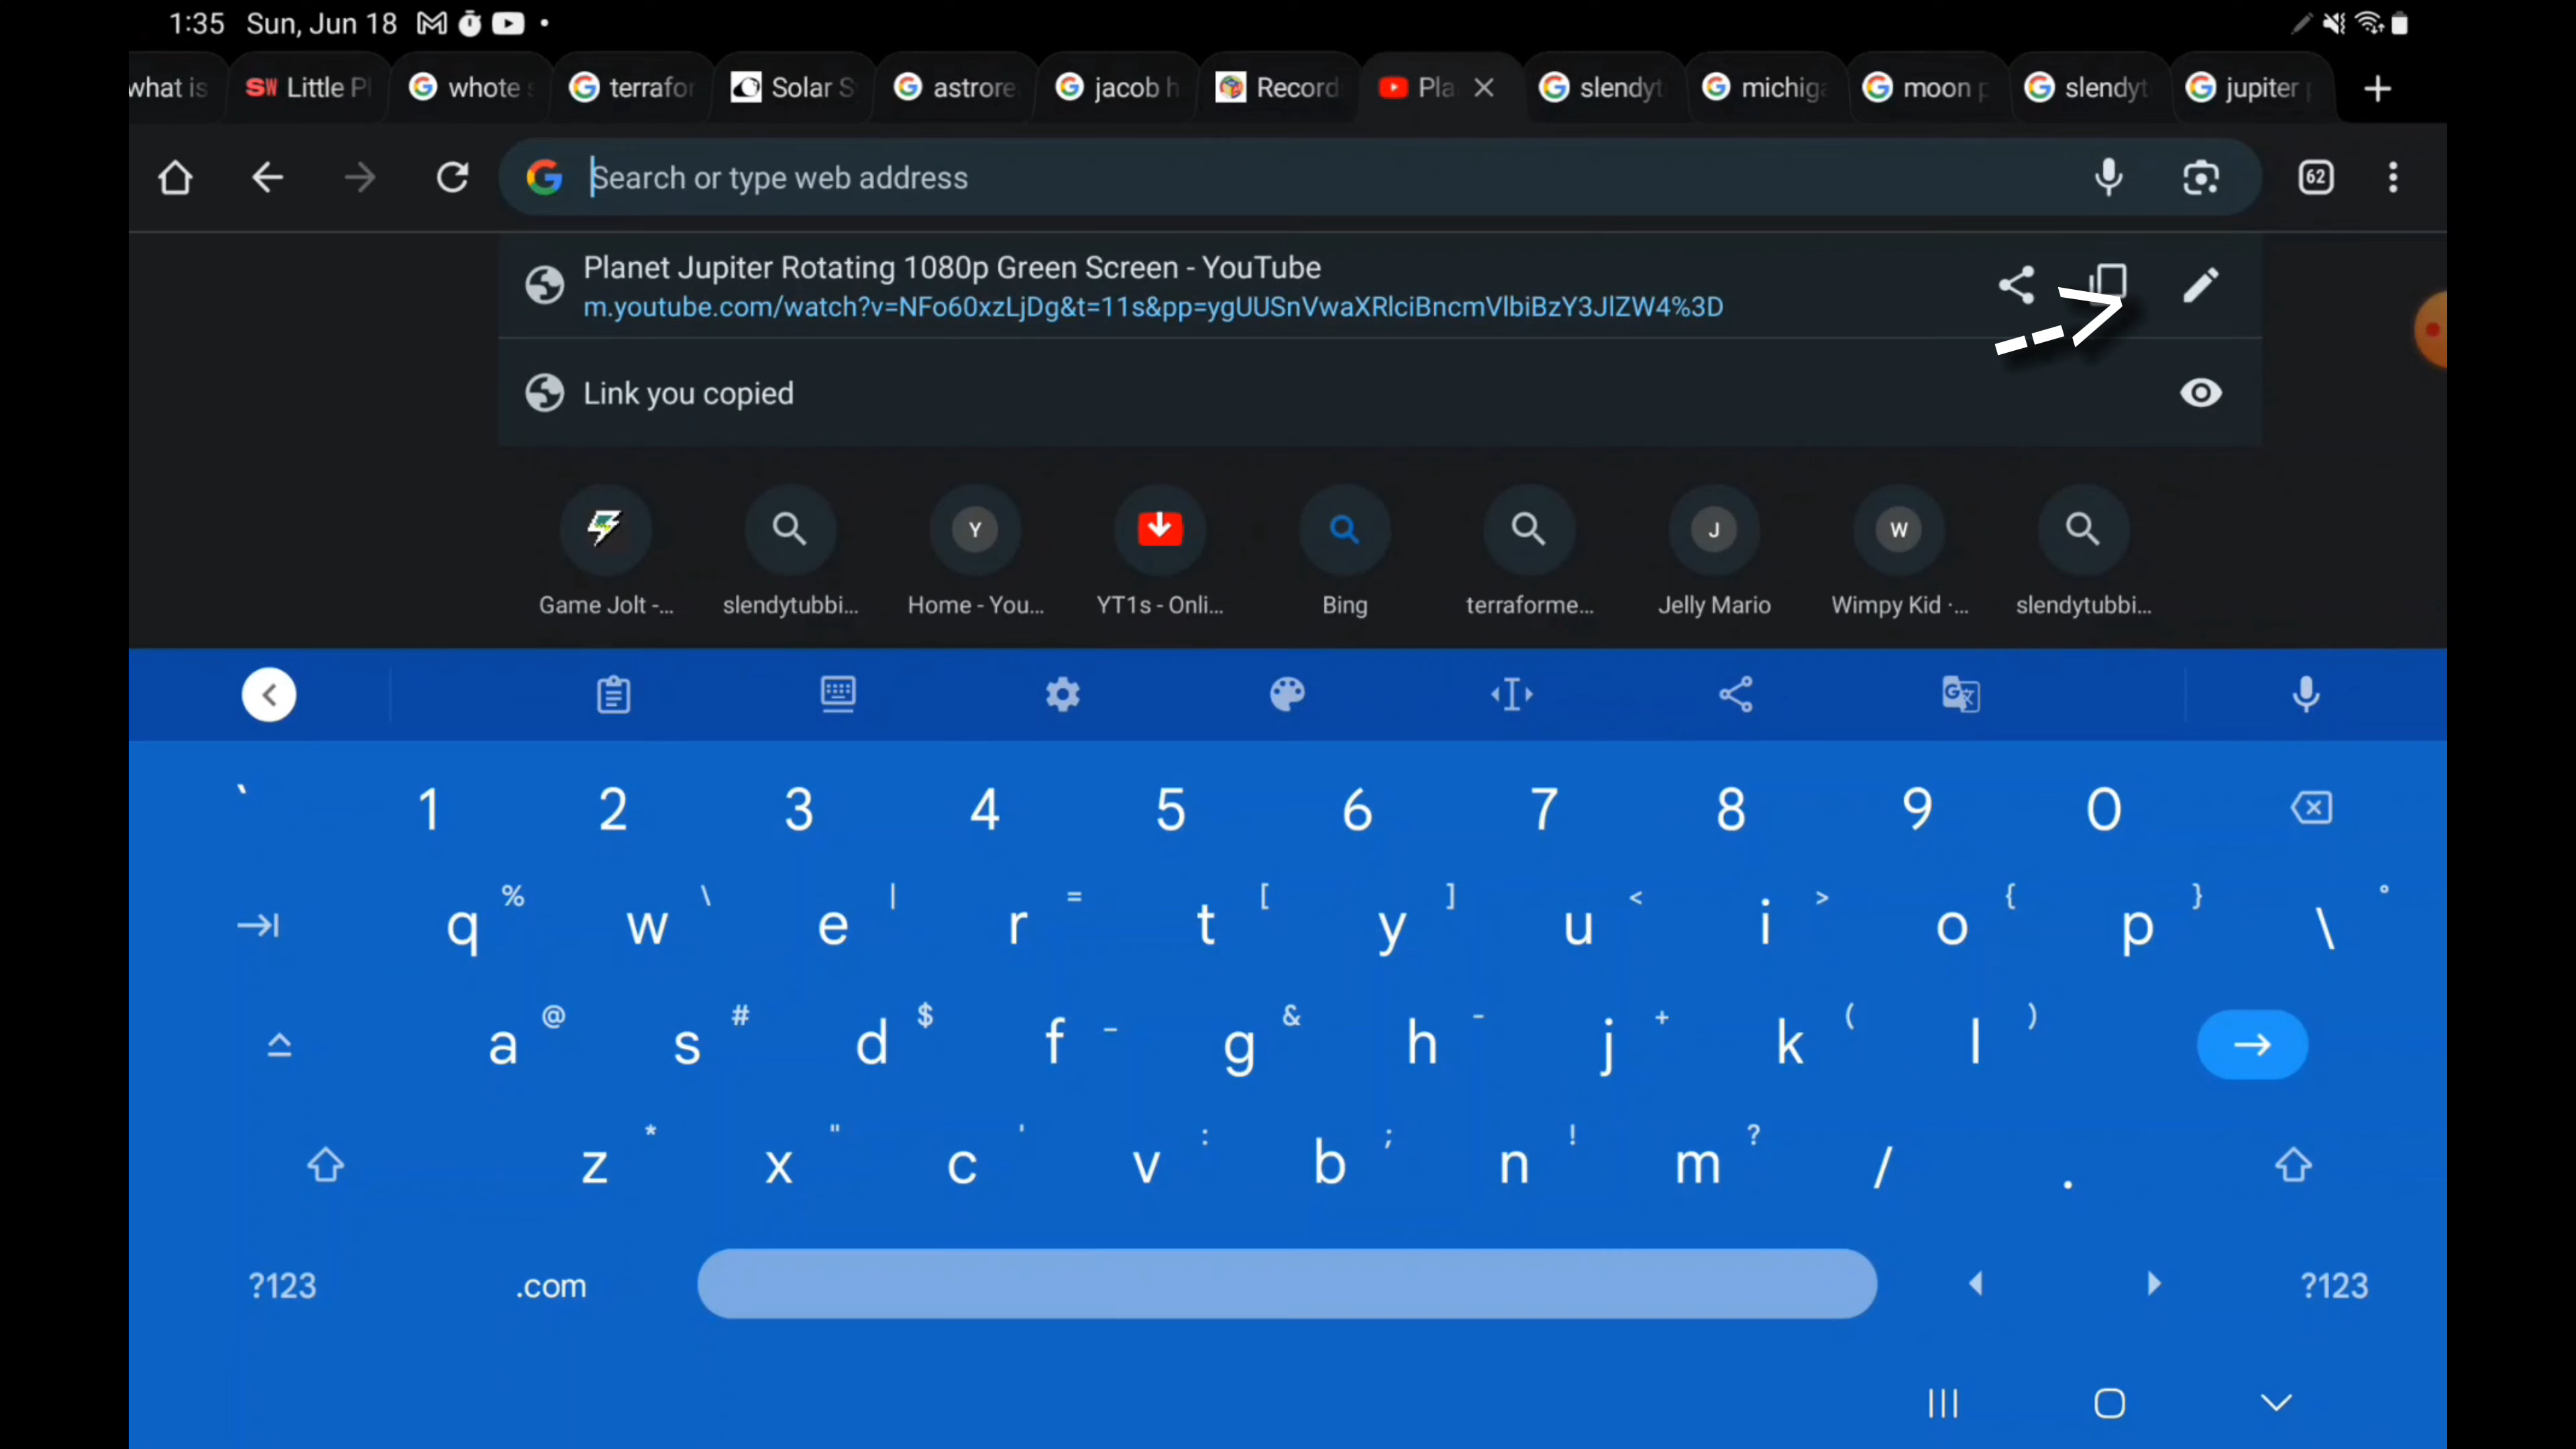 1:35 Sun, Jun 18
what is
SW Little Pl
whote s
terrafor
Solar S
astrore
jacob h
Record
Pla
slendyt
michiga
moon p
slendyt
jupiter p
Search or type web address
62
Planet Jupiter Rotating 1080p Green Screen - YouTube
m.youtube.com/watch?v=NFo60xzLjDg&t=11s&pp=ygUUSnVwaXRlciBncmVlbiBzY3JlZW4%3D
Link you copied
Y
J
W
Game Jolt -...
slendytubbi...
Home - You...
YT1s - Onli...
Bing
terraforme...
Jelly Mario
Wimpy Kid ·...
slendytubbi...
` 1 2 3 4 5 6 7 8 9 0
q % w \ e | r = t [ y ] u < i > o { p } \ °
a @ s # d $ f _ g & h - j + k ( l )
z * x " c ' v : b ; n ! m ? / .
?123 .com ?123